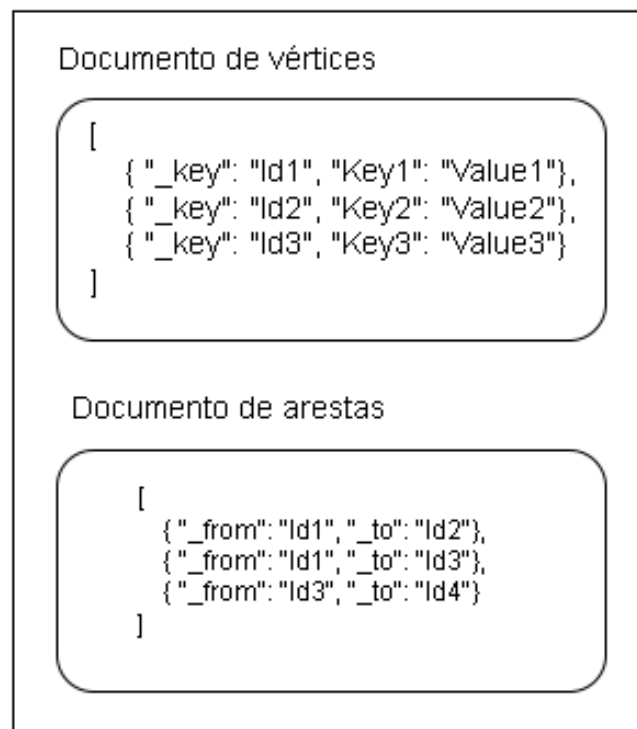 Documento de vértices
[
{ "_key": "Id1", "Key1": "Value1"},
{ "_key": "Id2", "Key2": "Value2"},
{ "_key": "Id3", "Key3": "Value3"}
]
Documento de arestas
[
{ "_from": "Id1", "_to": "Id2"},
{ "_from": "Id1", "_to": "Id3"},
{ "_from": "Id3", "_to": "Id4"}
]